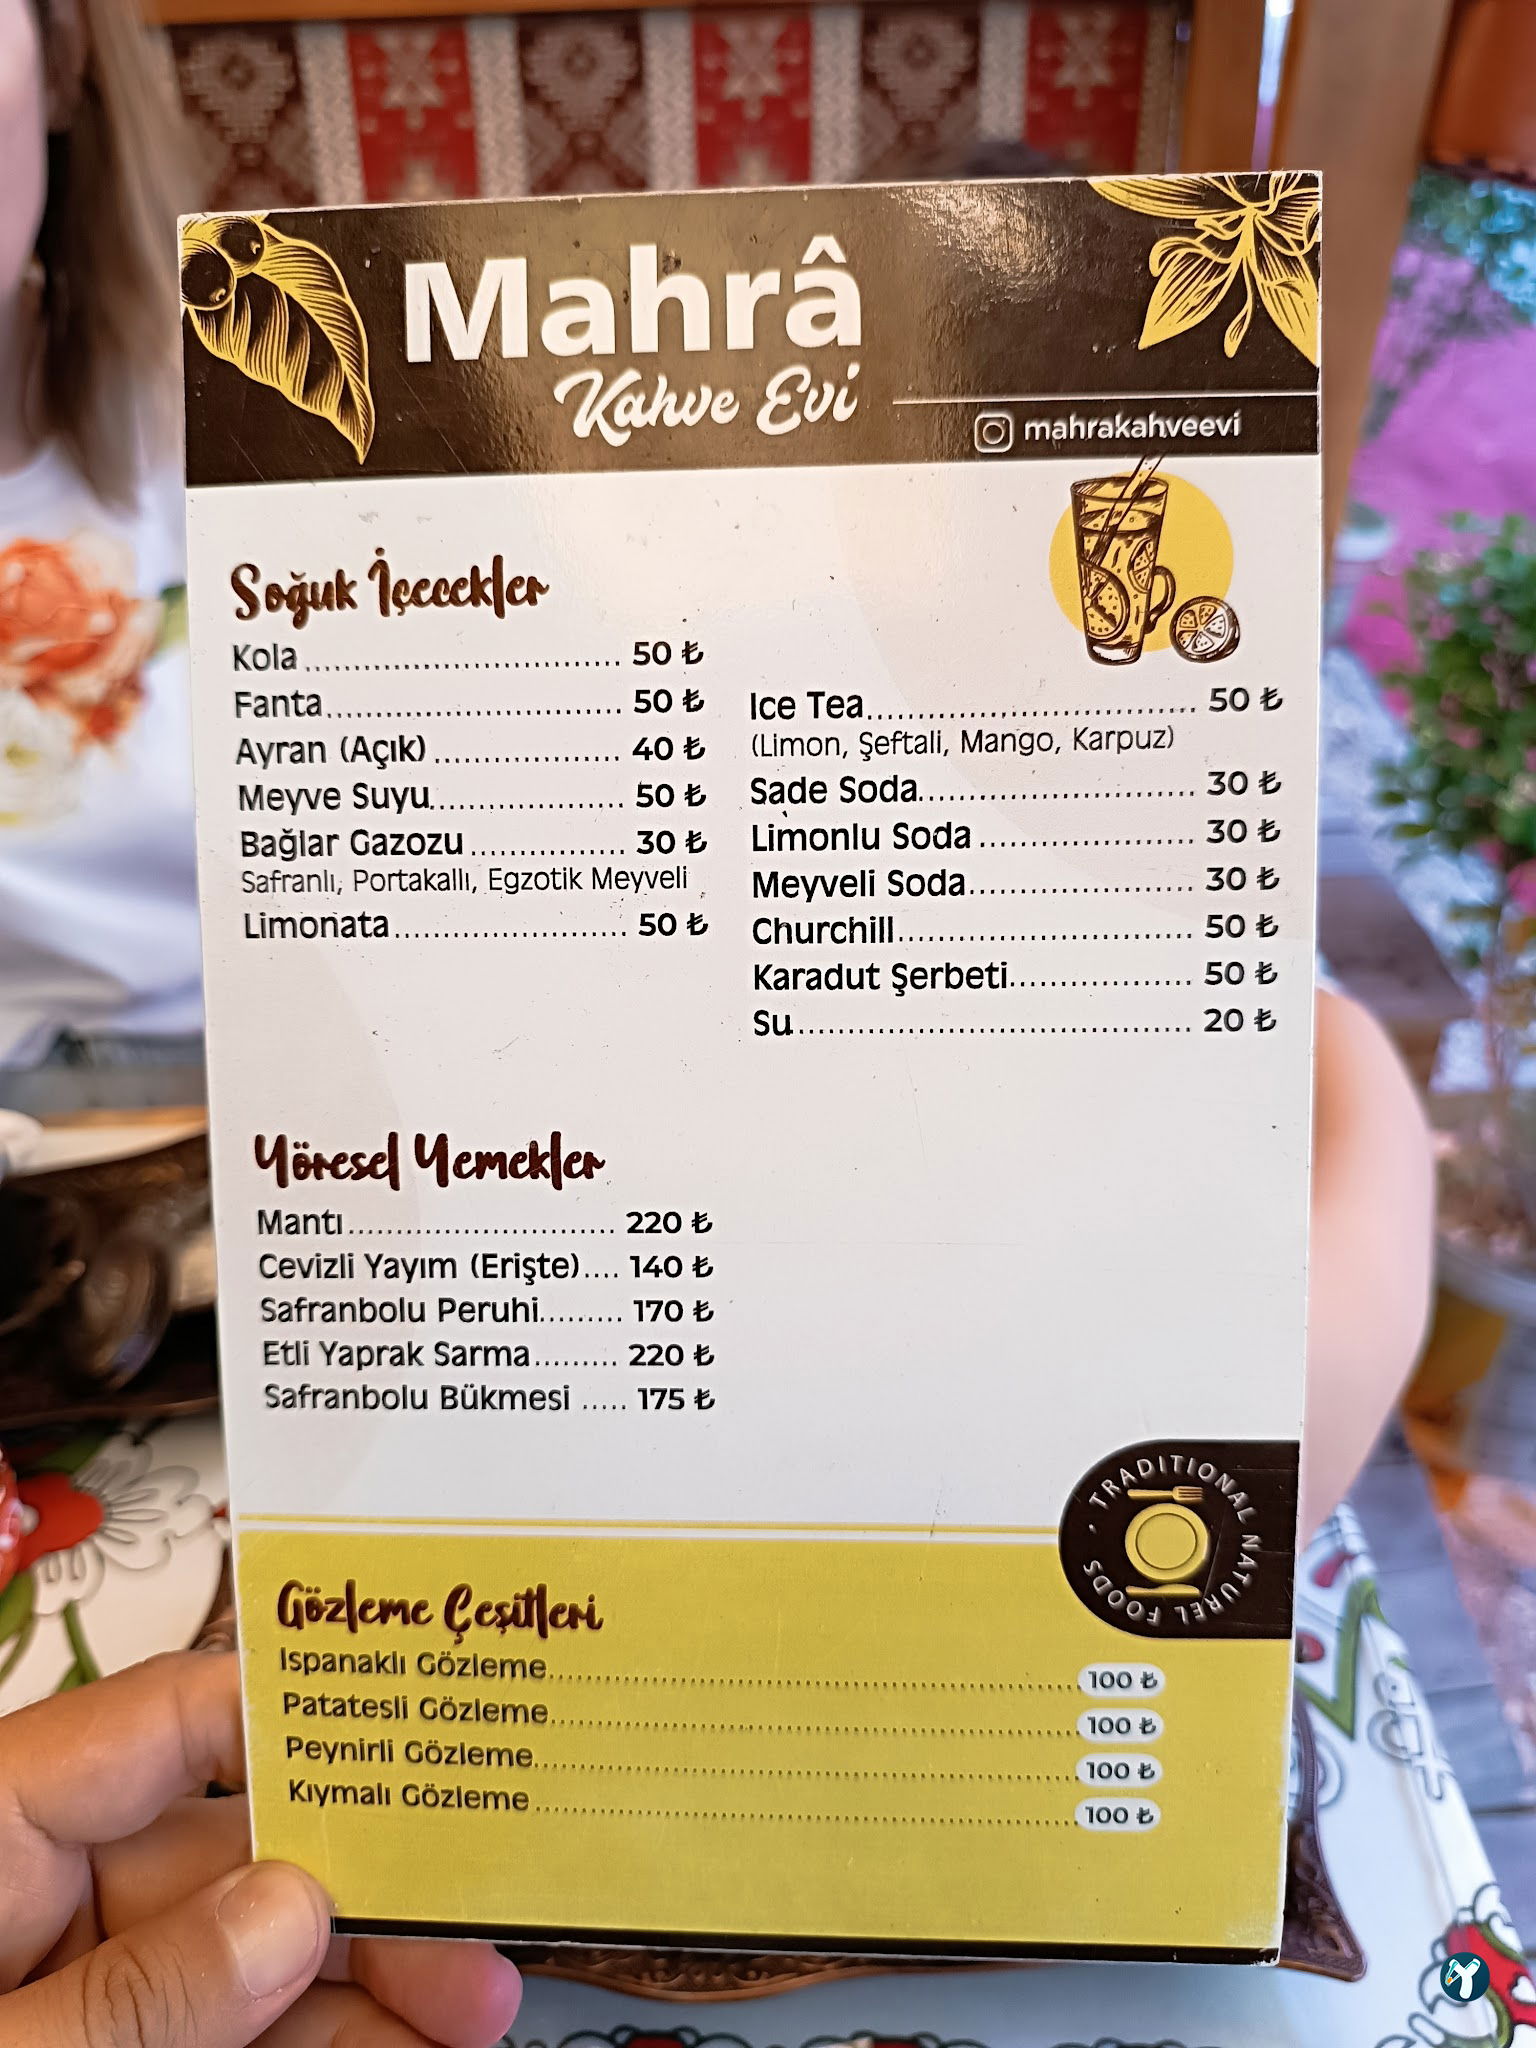 Mahrâ
Kahve Evi
mahrakahveevi
Soğuk İçecekler
Kola.................... 50 ₺
Fanta.................... 50 ₺
Ayran (Açık).................... 40 ₺
Meyve Suyu.................... 50 ₺
Bağlar Gazozu.................... 30 ₺
Safranlı, Portakallı, Egzotik Meyveli
Limonata.................... 50 ₺
Ice Tea.................... 50 ₺
(Limon, Şeftali, Mango, Karpuz)
Sade Soda.................... 30 ₺
Limonlu Soda.................... 30 ₺
Meyveli Soda.................... 30 ₺
Churchill.................... 50 ₺
Karadut Şerbeti.................... 50 ₺
Su.................... 20 ₺
Yöresel Yemekler
Mantı.................... 220 ₺
Cevizli Yayım (Erişte).... 140 ₺
Safranbolu Peruhi......... 170 ₺
Etli Yaprak Sarma......... 220 ₺
Safranbolu Bükmesi ..... 175 ₺
· TRADITIONAL NATUREL FOODS
Gözleme Çeşitleri
Ispanaklı Gözleme.................... 100 ₺
Patatesli Gözleme.................... 100 ₺
Peynirli Gözleme.................... 100 ₺
Kıymalı Gözleme.................... 100 ₺